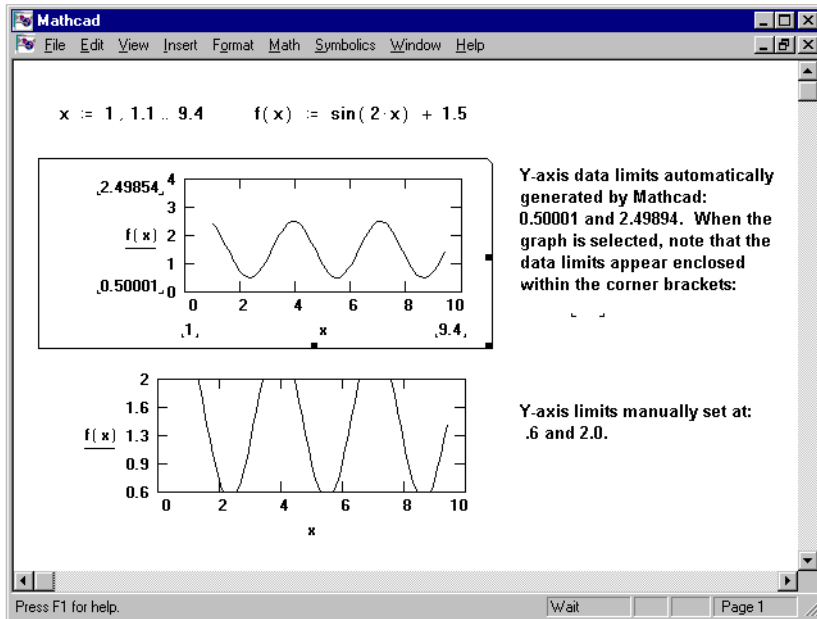 Mathcad
File Edit View Insert Format Math Symbolics Window Help
x := 1 , 1.1 .. 9.4 f( x ) := sin( 2·x ) + 1.5
2.49854
f( x )
0.50001
4
3
2
1
0
0 2 4 6 8 10
1 x 9.4
Y-axis data limits automatically
generated by Mathcad:
0.50001 and 2.49894. When the
graph is selected, note that the
data limits appear enclosed
within the corner brackets:
2
1.6
f( x ) 1.3
0.9
0.6
0 2 4 6 8 10
x
Y-axis limits manually set at:
.6 and 2.0.
Press F1 for help. Wait Page 1